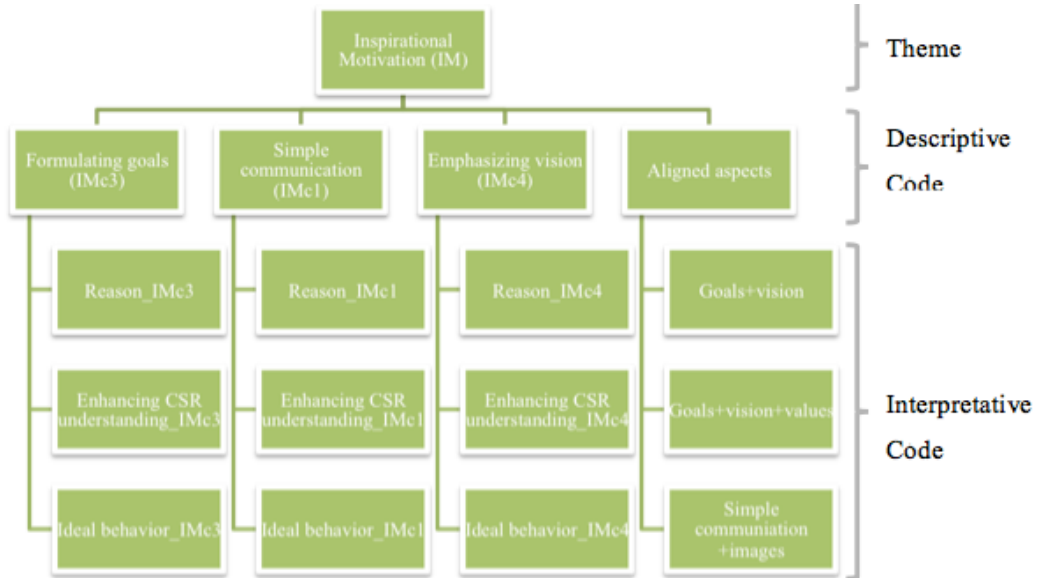 Inspirational
Motivation (IM)
Theme
Formulating goals
(IMc3)
Simple
communication
(IMc1)
Emphasizing vision
(IMc4)
Aligned aspects
Descriptive
Code
Reason_IMc3
Reason_IMc1
Reason_IMc4
Goals+vision
Enhancing CSR
understanding_IMc3
Enhancing CSR
understanding_IMc1
Enhancing CSR
understanding_IMc4
Goals+vision+values
Interpretative
Code
Ideal behavior_IMc3
Ideal behavior_IMc1
Ideal behavior_IMc4
Simple
communiation
+images